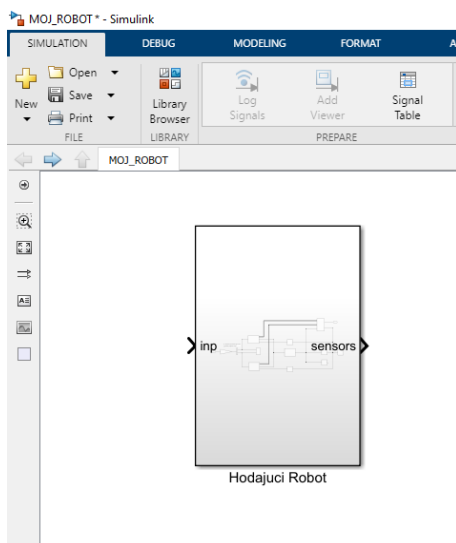 MOJ_ROBOT * - Simulink
SIMULATION DEBUG MODELING FORMAT A
New
Open
Save
Print
FILE
Library
Browser
LIBRARY
Log
Signals
Add
Viewer
Signal
Table
PREPARE
MOJ_ROBOT
inp sensors
Hodajuci Robot